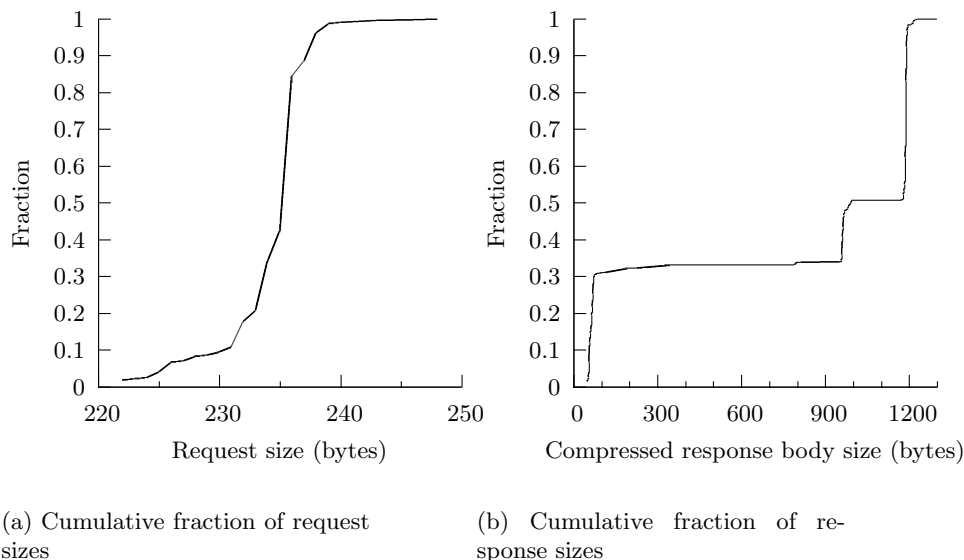 1
0.9
0.8
0.7
0.6
0.5
0.4
0.3
0.2
0.1
0
Fraction
220 230 240 250
Request size (bytes)
1
0.9
0.8
0.7
0.6
0.5
0.4
0.3
0.2
0.1
0
Fraction
0 300 600 900 1200
Compressed response body size (bytes)
(a) Cumulative fraction of request
sizes
(b) Cumulative fraction of re-
sponse sizes